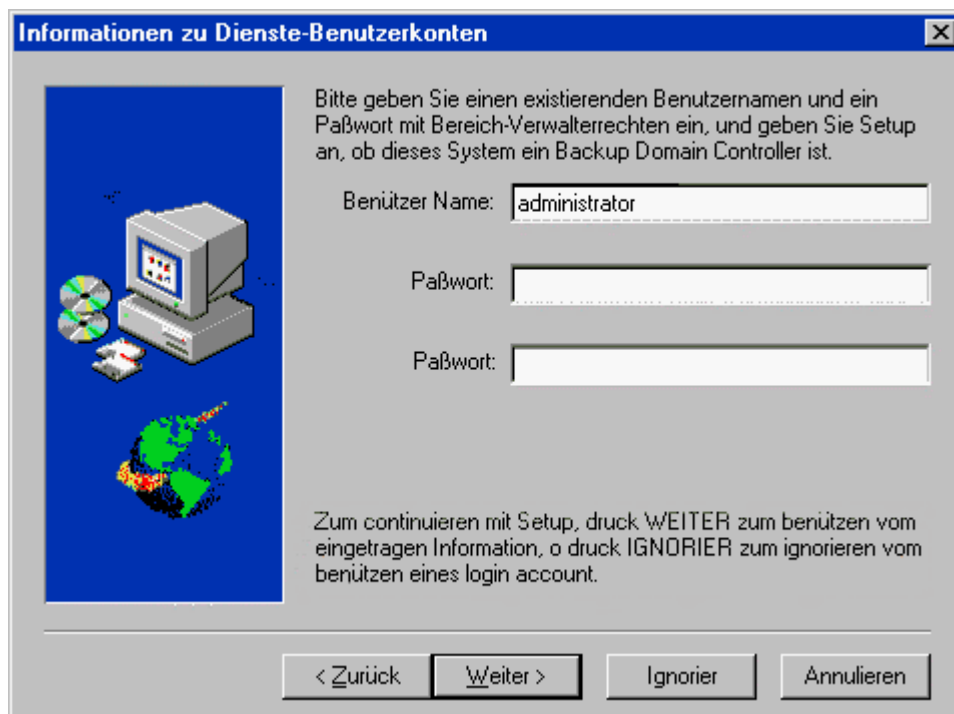 Informationen zu Dienste-Benutzerkonten
Bitte geben Sie einen existierenden Benutzernamen und ein
Paßwort mit Bereich-Verwalterrechten ein, und geben Sie Setup
an, ob dieses System ein Backup Domain Controller ist.
Benützer Name: administrator
Paßwort:
Paßwort:
Zum continuieren mit Setup, druck WEITER zum benützen vom
eingetragen Information, o druck IGNORIER zum ignorieren vom
benützen eines login account.
< Zurück Weiter > Ignorier Annulieren